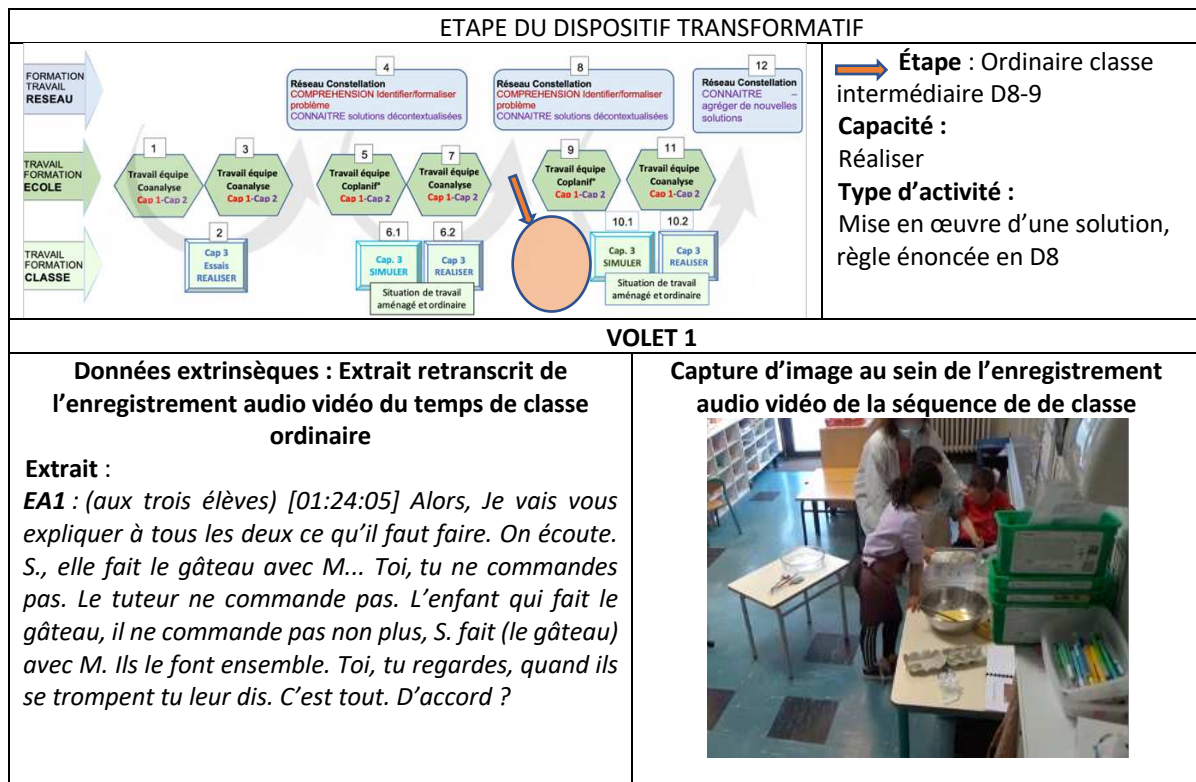 ETAPE DU DISPOSITIF TRANSFORMATIF
FORMATION
TRAVAIL
RESEAU
4
Réseau Constellation
COMPREHENSION Identifier/formaliser
problème
CONNAITRE solutions décontextualisées
8
Réseau Constellation
COMPREHENSION Identifier/formaliser
problème
CONNAITRE solutions décontextualisées
12
Réseau Constellation
CONNAITRE –
agréger de nouvelles
solutions
TRAVAIL
FORMATION
ECOLE
1
Travail équipe
Coanalyse
Cap 1-Cap 2
3
Travail équipe
Coanalyse
Cap 1-Cap 2
5
Travail équipe
Coplanif°
Cap 1-Cap 2
7
Travail équipe
Coanalyse
Cap 1-Cap 2
9
Travail équipe
Coplanif°
Cap 1-Cap 2
11
Travail équipe
Coanalyse
Cap 1-Cap 2
TRAVAIL
FORMATION
CLASSE
2
Cap 3
Essais
REALISER
6.1
Cap. 3
SIMULER
6.2
Cap 3
REALISER
Situation de travail
aménagé et ordinaire
10.1
Cap. 3
SIMULER
10.2
Cap. 3
REALISER
Situation de travail
aménagé et ordinaire
Étape : Ordinaire classe
intermédiaire D8-9
Capacité :
Réaliser
Type d’activité :
Mise en œuvre d’une solution,
règle énoncée en D8
VOLET 1
Données extrinsèques : Extrait retranscrit de
l’enregistrement audio vidéo du temps de classe
ordinaire
Extrait :
EA1 : (aux trois élèves) [01:24:05] Alors, Je vais vous
expliquer à tous les deux ce qu’il faut faire. On écoute.
S., elle fait le gâteau avec M... Toi, tu ne commandes
pas. Le tuteur ne commande pas. L’enfant qui fait le
gâteau, il ne commande pas non plus, S. fait (le gâteau)
avec M. Ils le font ensemble. Toi, tu regardes, quand ils
se trompent tu leur dis. C’est tout. D’accord ?
Capture d’image au sein de l’enregistrement
audio vidéo de la séquence de de classe